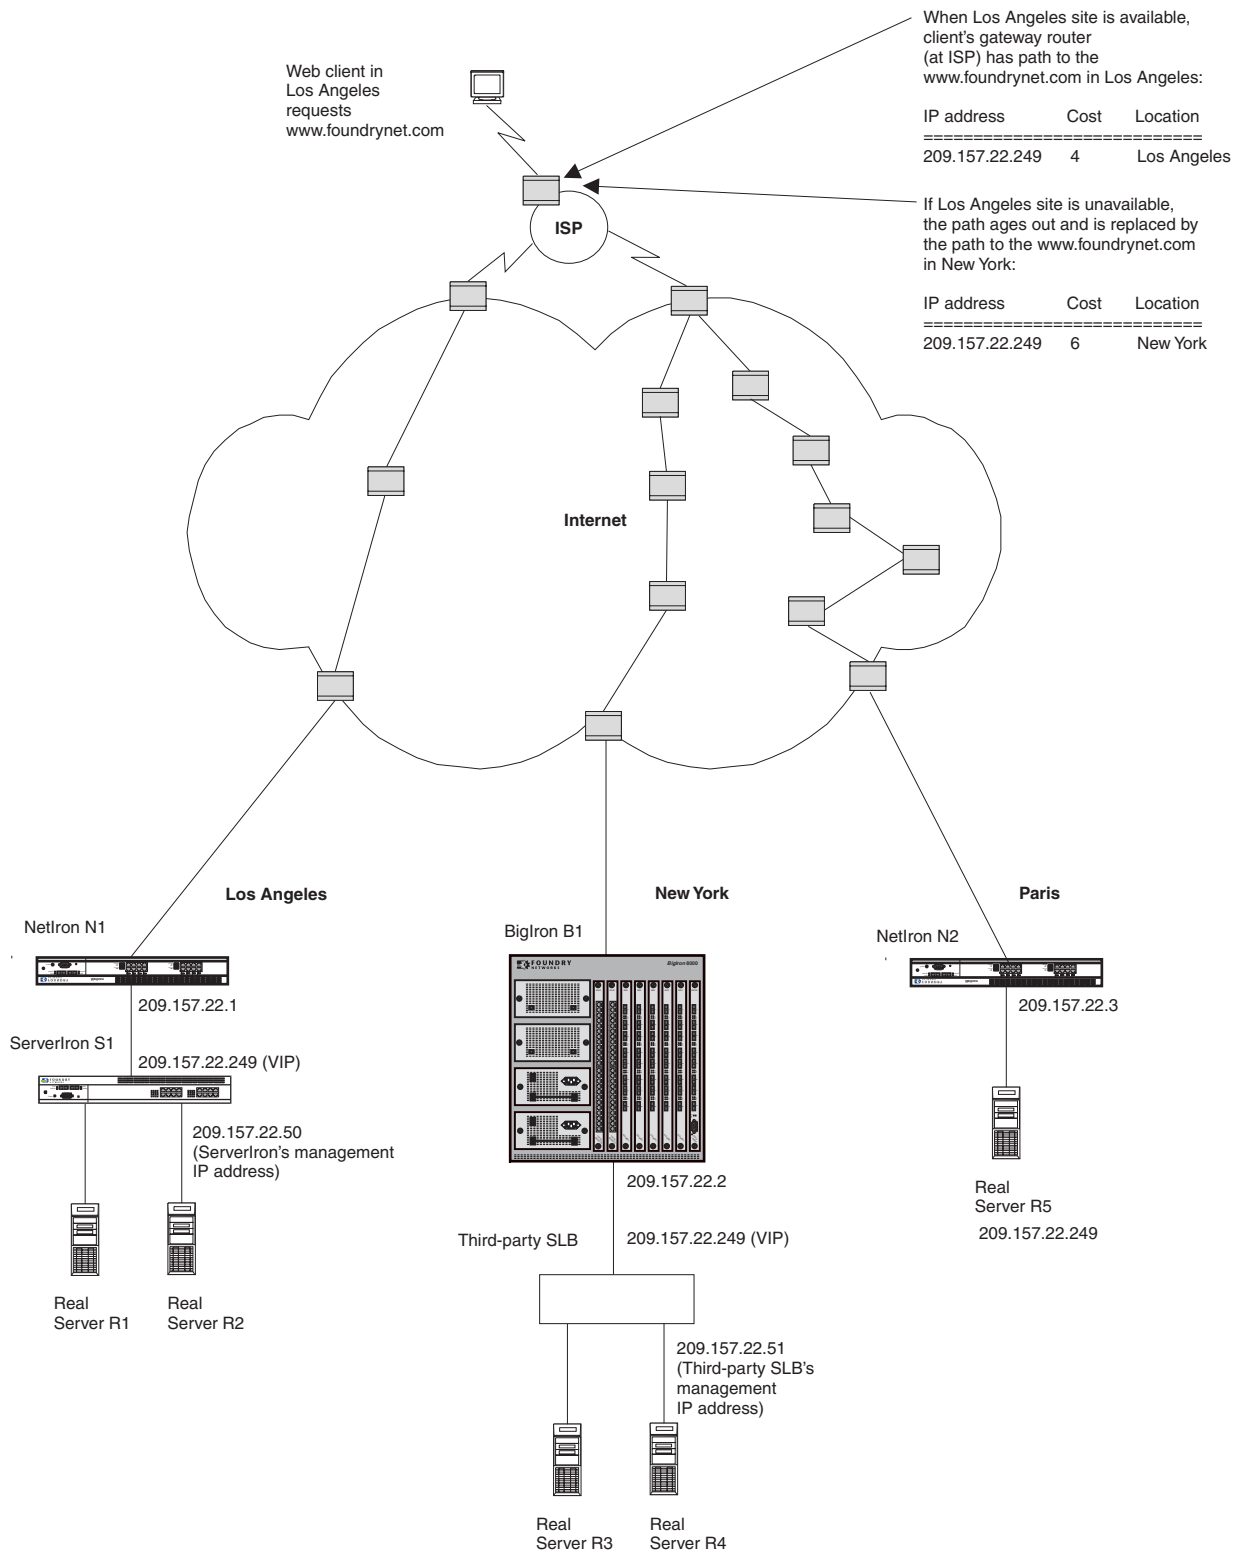 When Los Angeles site is available,
client's gateway router
(at ISP) has path to the
www.foundrynet.com in Los Angeles:
IP address Cost Location
============================
209.157.22.249 4 Los Angeles
Web client in
Los Angeles
requests
www.foundrynet.com
If Los Angeles site is unavailable,
the path ages out and is replaced by
the path to the www.foundrynet.com
in New York:
IP address Cost Location
============================
209.157.22.249 6 New York
ISP
Internet
Los Angeles
New York
Paris
NetIron N1
BigIron B1
NetIron N2
FOUNDRY
NETWORKS
BigIron 8000
209.157.22.1
209.157.22.3
ServerIron S1
209.157.22.249 (VIP)
209.157.22.50
(ServerIron's management
IP address)
209.157.22.2
Real
Server R5
209.157.22.249
Third-party SLB
209.157.22.249 (VIP)
Real
Server R1
Real
Server R2
209.157.22.51
(Third-party SLB's
management
IP address)
Real
Server R3
Real
Server R4